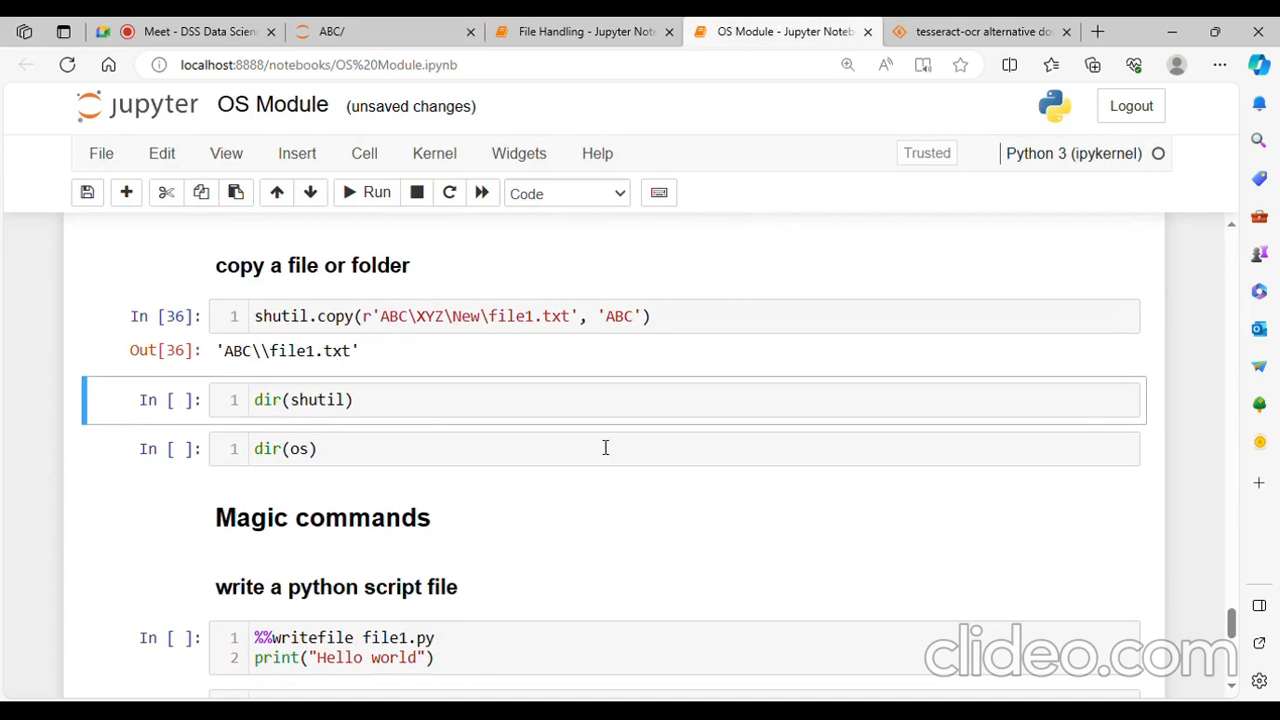 Meet - DSS Data Scien
ABC/
File Handling - Jupyter Note
OS Module - Jupyter Noteb
tesseract-ocr alternative do
localhost:8888/notebooks/OS%20Module.ipynb
jupyter OS Module (unsaved changes)
Logout
File Edit View Insert Cell Kernel Widgets Help
Trusted
Python 3 (ipykernel)
Run
Code
copy a file or folder
In [36]: 1 shutil.copy(r'ABC\XYZ\New\file1.txt', 'ABC')
Out[36]: 'ABC\\file1.txt'
In [ ]: 1 dir(shutil)
In [ ]: 1 dir(os)
Magic commands
write a python script file
In [ ]: 1 %%writefile file1.py
2 print("Hello world")
clideo.com